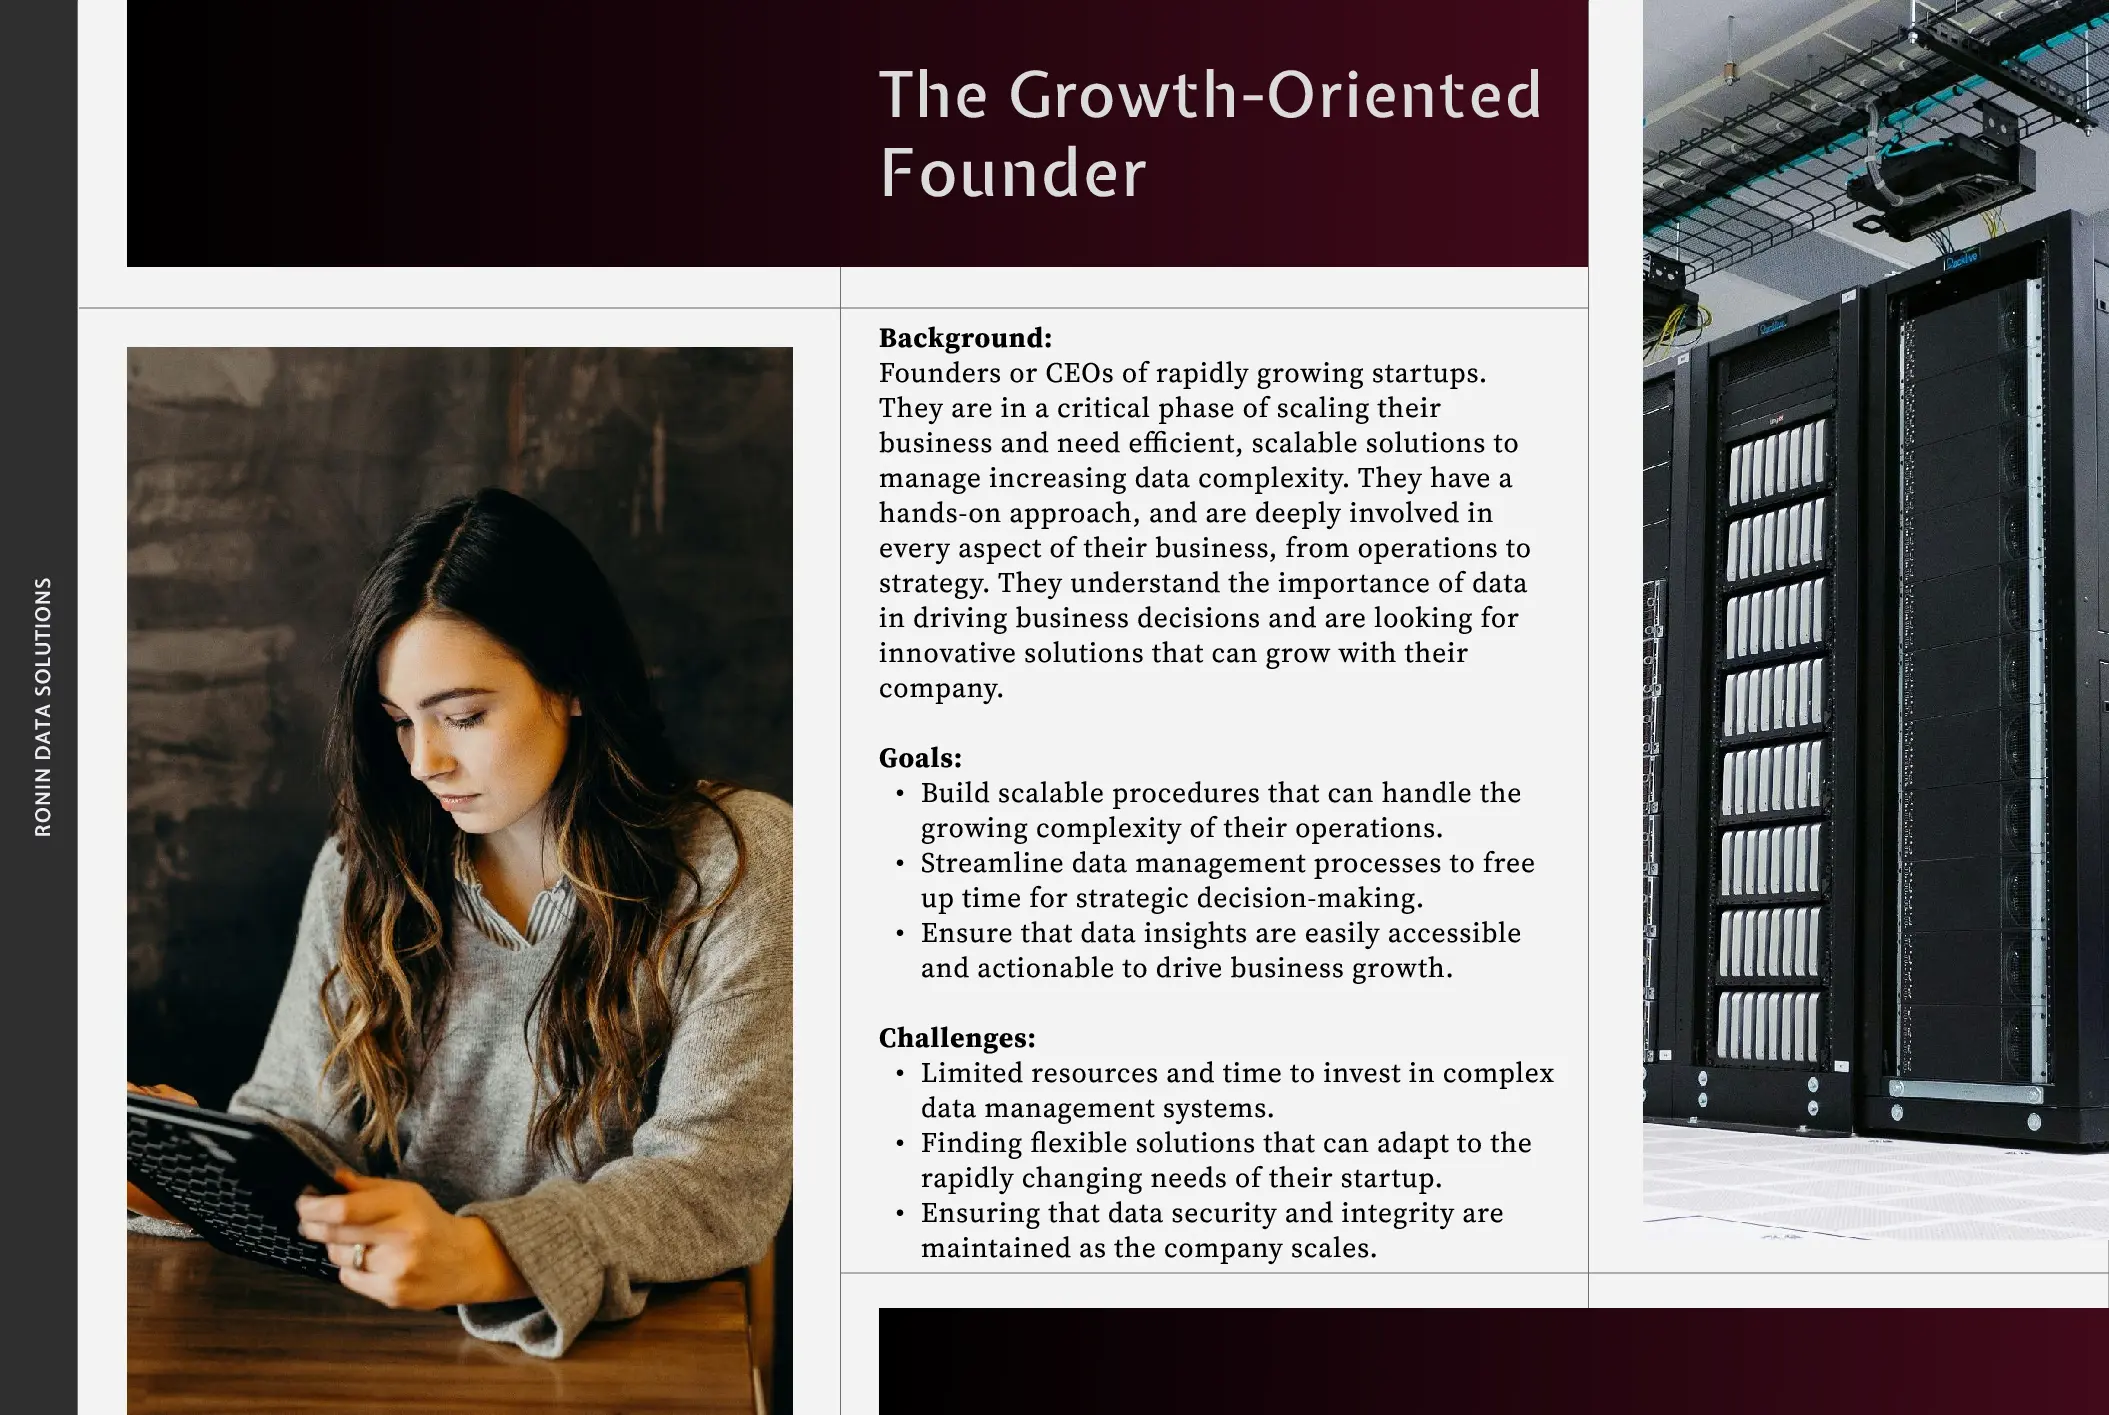 RONIN DATA SOLUTIONS
The Growth-Oriented
Founder
Background:
Founders or CEOs of rapidly growing startups.
They are in a critical phase of scaling their
business and need efficient, scalable solutions to
manage increasing data complexity. They have a
hands-on approach, and are deeply involved in
every aspect of their business, from operations to
strategy. They understand the importance of data
in driving business decisions and are looking for
innovative solutions that can grow with their
company.
Goals:
• Build scalable procedures that can handle the
growing complexity of their operations.
• Streamline data management processes to free
up time for strategic decision-making.
• Ensure that data insights are easily accessible
and actionable to drive business growth.
Challenges:
• Limited resources and time to invest in complex
data management systems.
• Finding flexible solutions that can adapt to the
rapidly changing needs of their startup.
• Ensuring that data security and integrity are
maintained as the company scales.